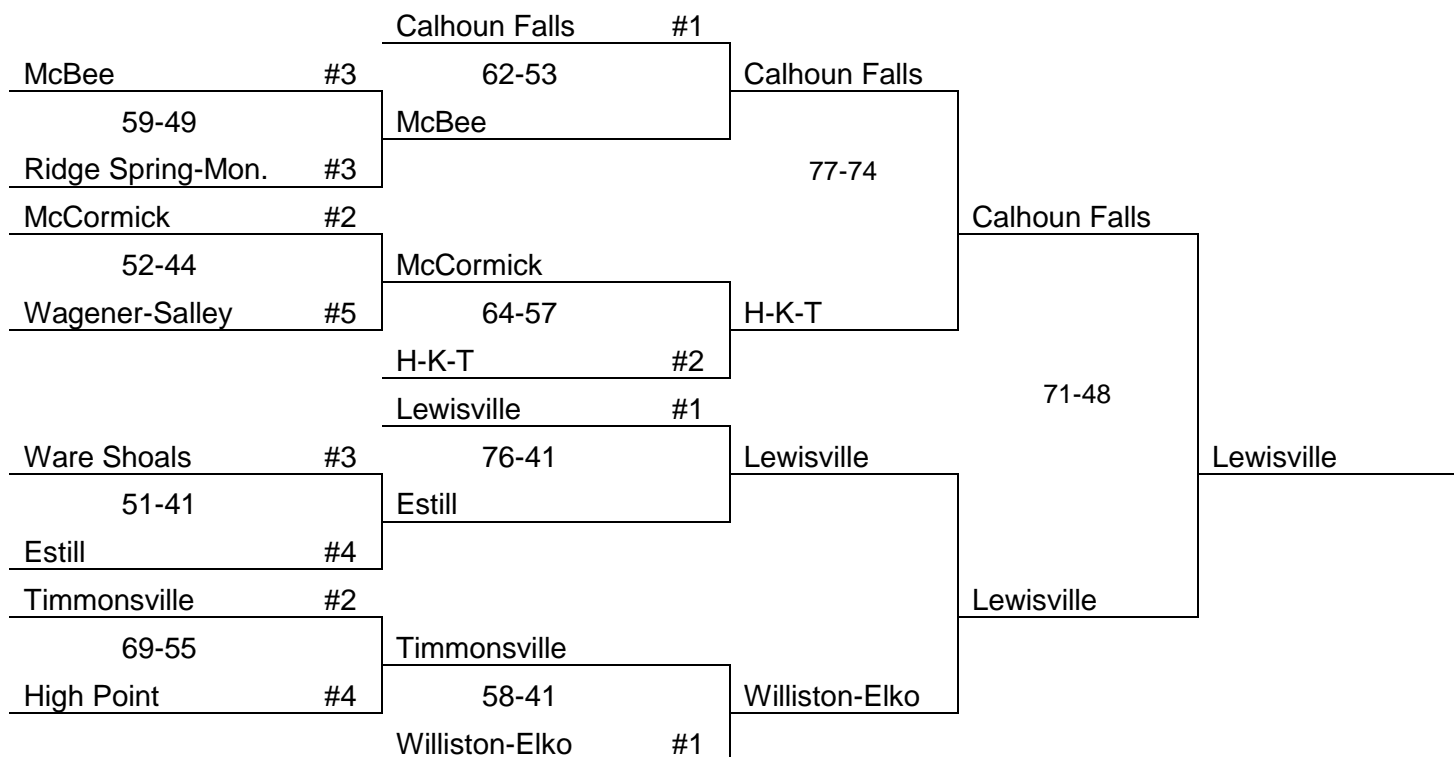 Calhoun Falls #1
McBee #3 62-53 Calhoun Falls
59-49 McBee
Ridge Spring-Mon. #3 77-74
McCormick #2 Calhoun Falls
52-44 McCormick
Wagener-Salley #5 64-57 H-K-T
H-K-T #2
71-48
Lewisville #1
Ware Shoals #3 76-41 Lewisville Lewisville
51-41 Estill
Estill #4
Timmonsville #2 Lewisville
69-55 Timmonsville
High Point #4 58-41 Williston-Elko
Williston-Elko #1